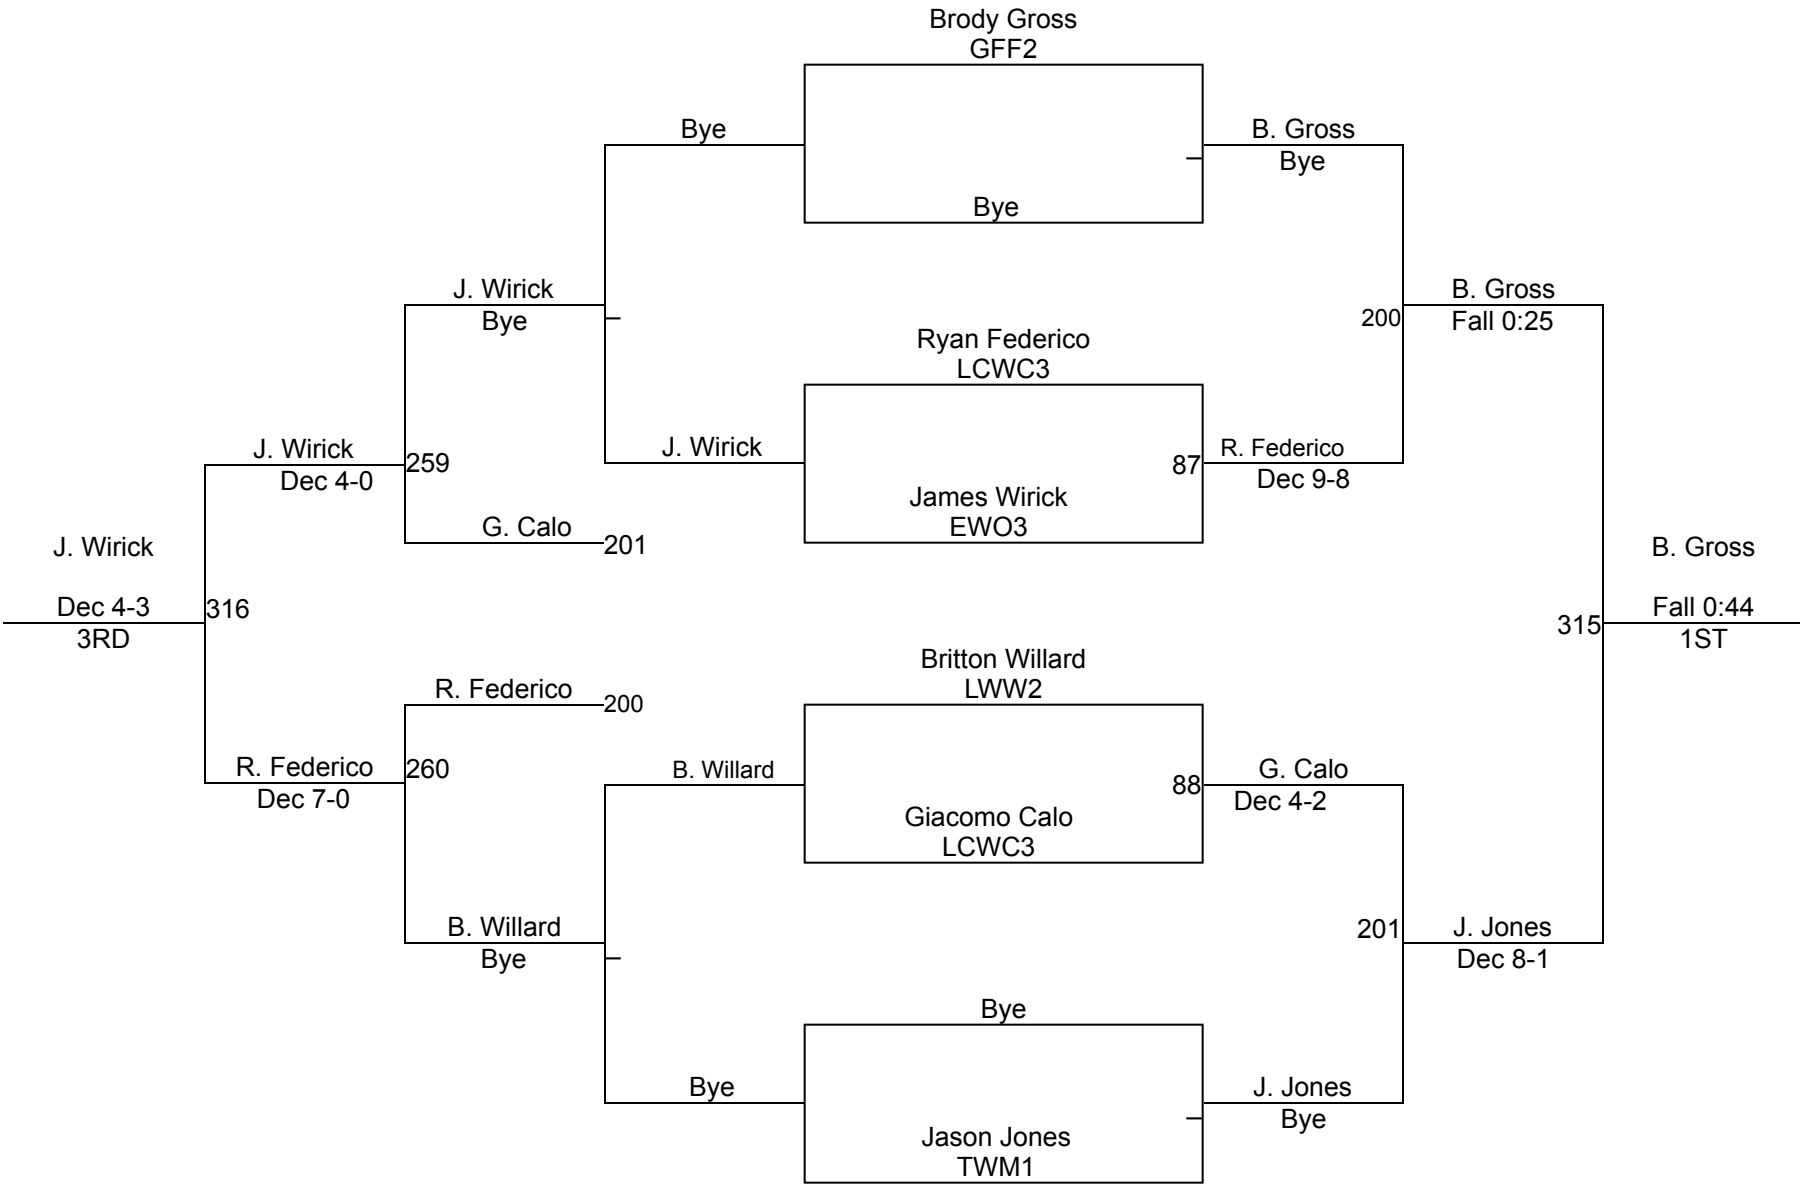 Brody Gross
GFF2
Bye
B. Gross
Bye
Bye
J. Wirick
Bye
B. Gross
Fall 0:25
200
Ryan Federico
LCWC3
J. Wirick
87
R. Federico
Dec 9-8
J. Wirick
Dec 4-0
259
James Wirick
EWO3
G. Calo
201
J. Wirick
Dec 4-3
3RD
316
B. Gross
Fall 0:44
1ST
315
Britton Willard
LWW2
R. Federico
200
R. Federico
Dec 7-0
260
B. Willard
88
G. Calo
Dec 4-2
Giacomo Calo
LCWC3
B. Willard
Bye
201
J. Jones
Dec 8-1
Bye
Bye
J. Jones
Bye
Jason Jones
TWM1